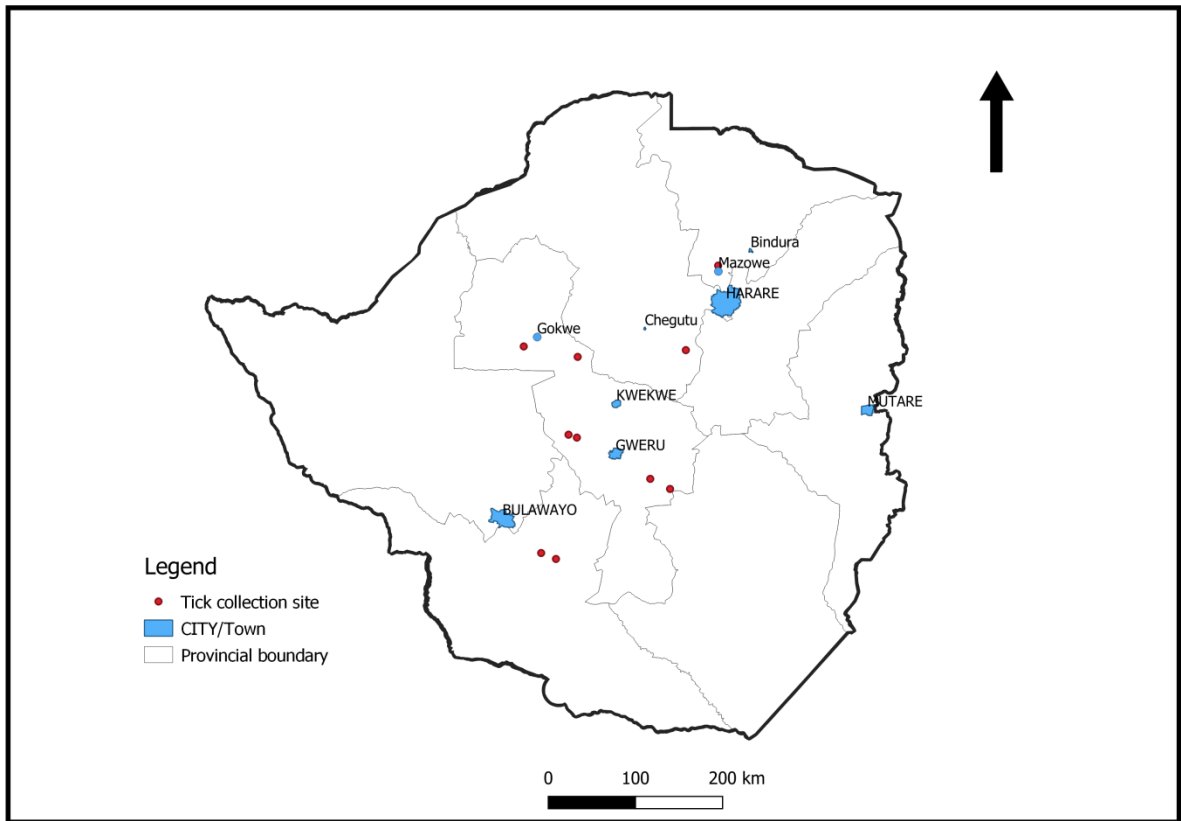 Bindura
Mazowe
HARARE
Chegutu
Gokwe
KWEKWE
MUTARE
GWERU
BULAWAYO
Legend
Tick collection site
CITY/Town
Provincial boundary
0 100 200 km